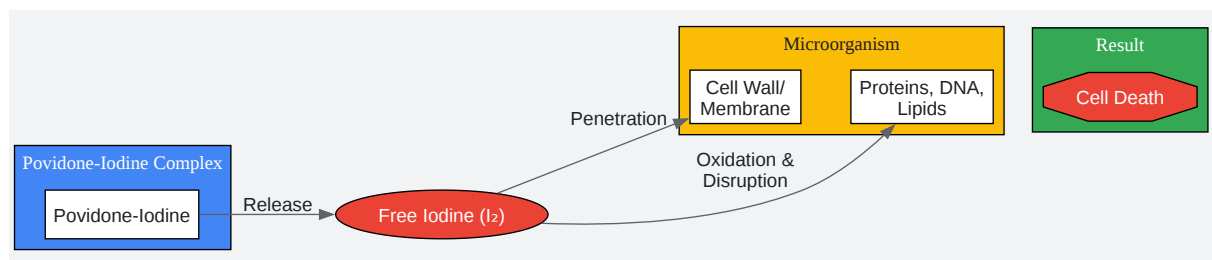 Povidone-Iodine Complex
Povidone-Iodine
Release
Free Iodine (I₂)
Penetration
Oxidation &
Disruption
Microorganism
Cell Wall/
Membrane
Proteins, DNA,
Lipids
Result
Cell Death